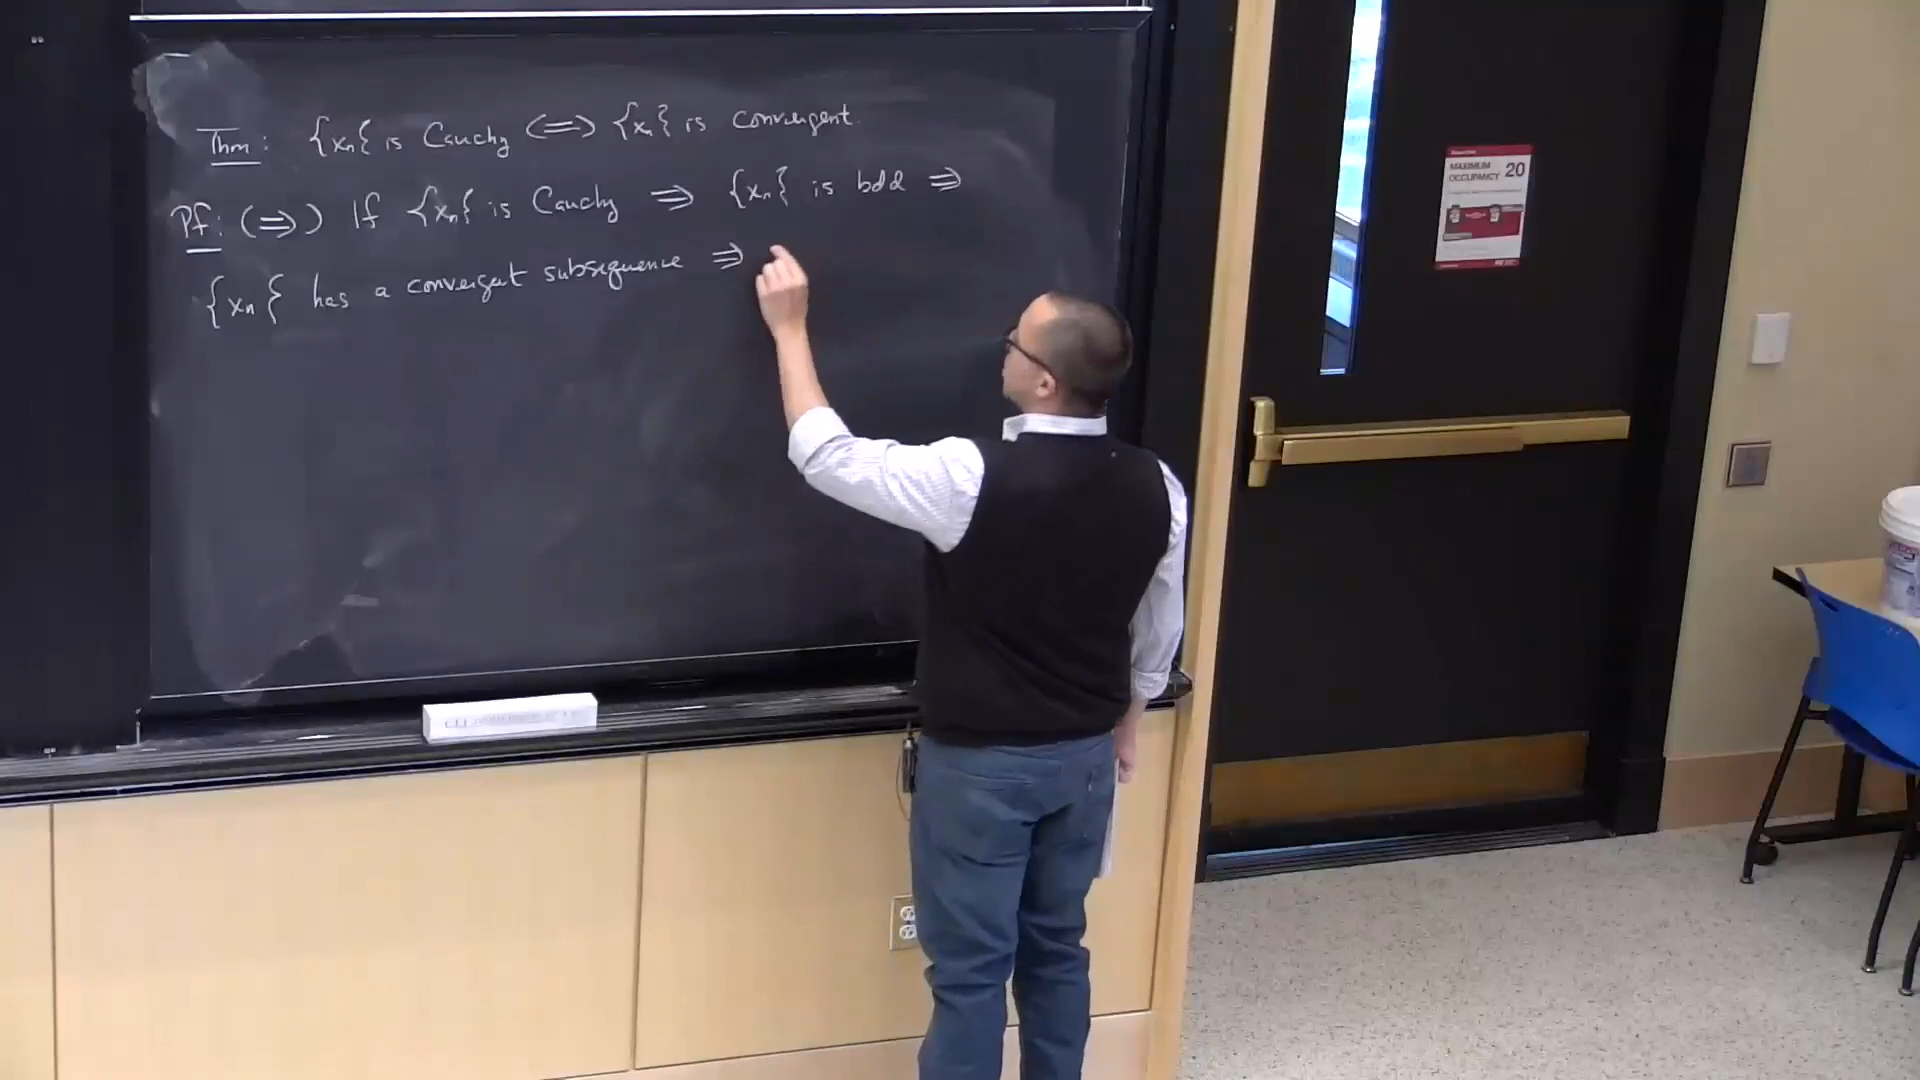 Thm: {xn} is Cauchy ⟺ {xn} is convergent.
Pf: (⇒) If {xn} is Cauchy ⇒ {xn} is bdd ⇒
{xn} has a convergent subsequence ⇒
MAXIMUM
OCCUPANCY 20